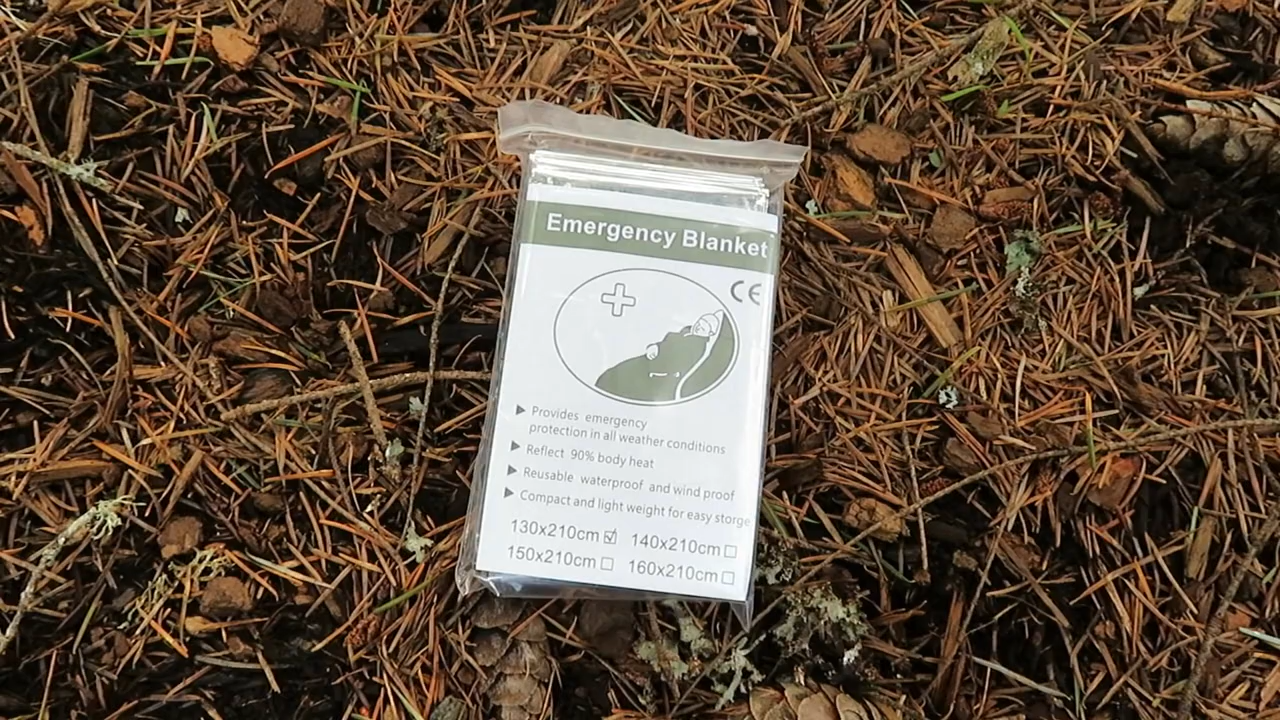 Emergency Blanket
CE
▶ Provides emergency
protection in all weather conditions
▶ Reflect 90% body heat
▶ Reusable waterproof and wind proof
▶ Compact and light weight for easy storge
130x210cm ☑ 140x210cm ☐
150x210cm ☐ 160x210cm ☐